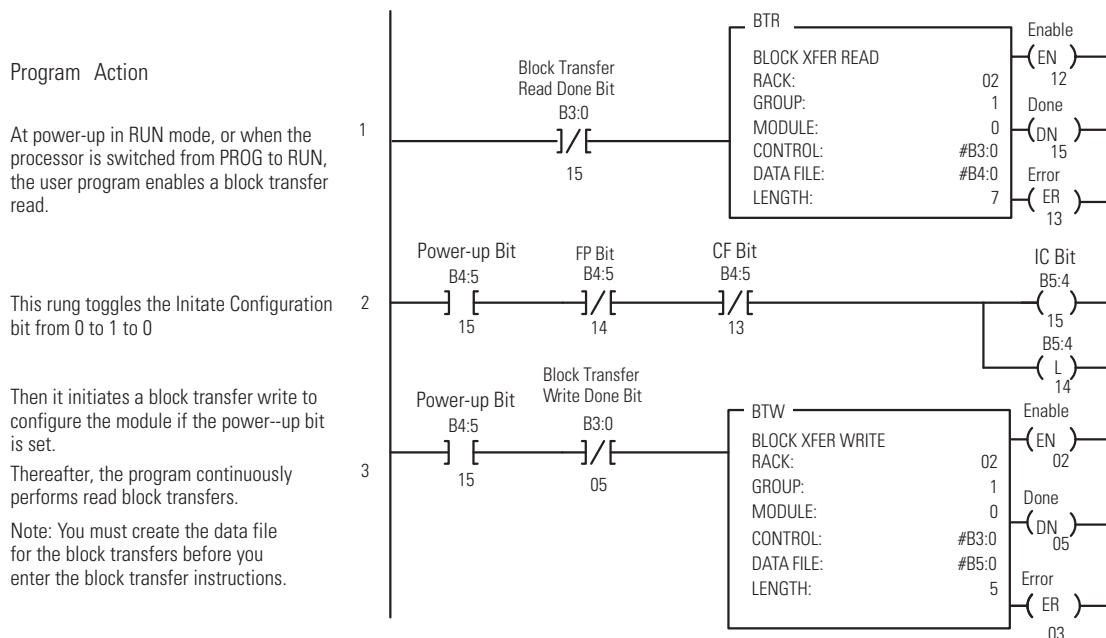 Program Action
At power-up in RUN mode, or when the
processor is switched from PROG to RUN,
the user program enables a block transfer
read.
1
Block Transfer
Read Done Bit
B3:0
15
BTR
BLOCK XFER READ
RACK: 02
GROUP: 1
MODULE: 0
CONTROL: #B3:0
DATA FILE: #B4:0
LENGTH: 7
Enable
EN
12
Done
DN
15
Error
ER
13
This rung toggles the Initate Configuration
bit from 0 to 1 to 0
2
Power-up Bit
B4:5
15
FP Bit
B4:5
14
CF Bit
B4:5
13
IC Bit
B5:4
15
B5:4
L
14
Then it initiates a block transfer write to
configure the module if the power--up bit
is set.
Thereafter, the program continuously
performs read block transfers.
Note: You must create the data file
for the block transfers before you
enter the block transfer instructions.
3
Power-up Bit
B4:5
15
Block Transfer
Write Done Bit
B3:0
05
BTW
BLOCK XFER WRITE
RACK: 02
GROUP: 1
MODULE: 0
CONTROL: #B3:0
DATA FILE: #B5:0
LENGTH: 5
Enable
EN
02
Done
DN
05
Error
ER
03